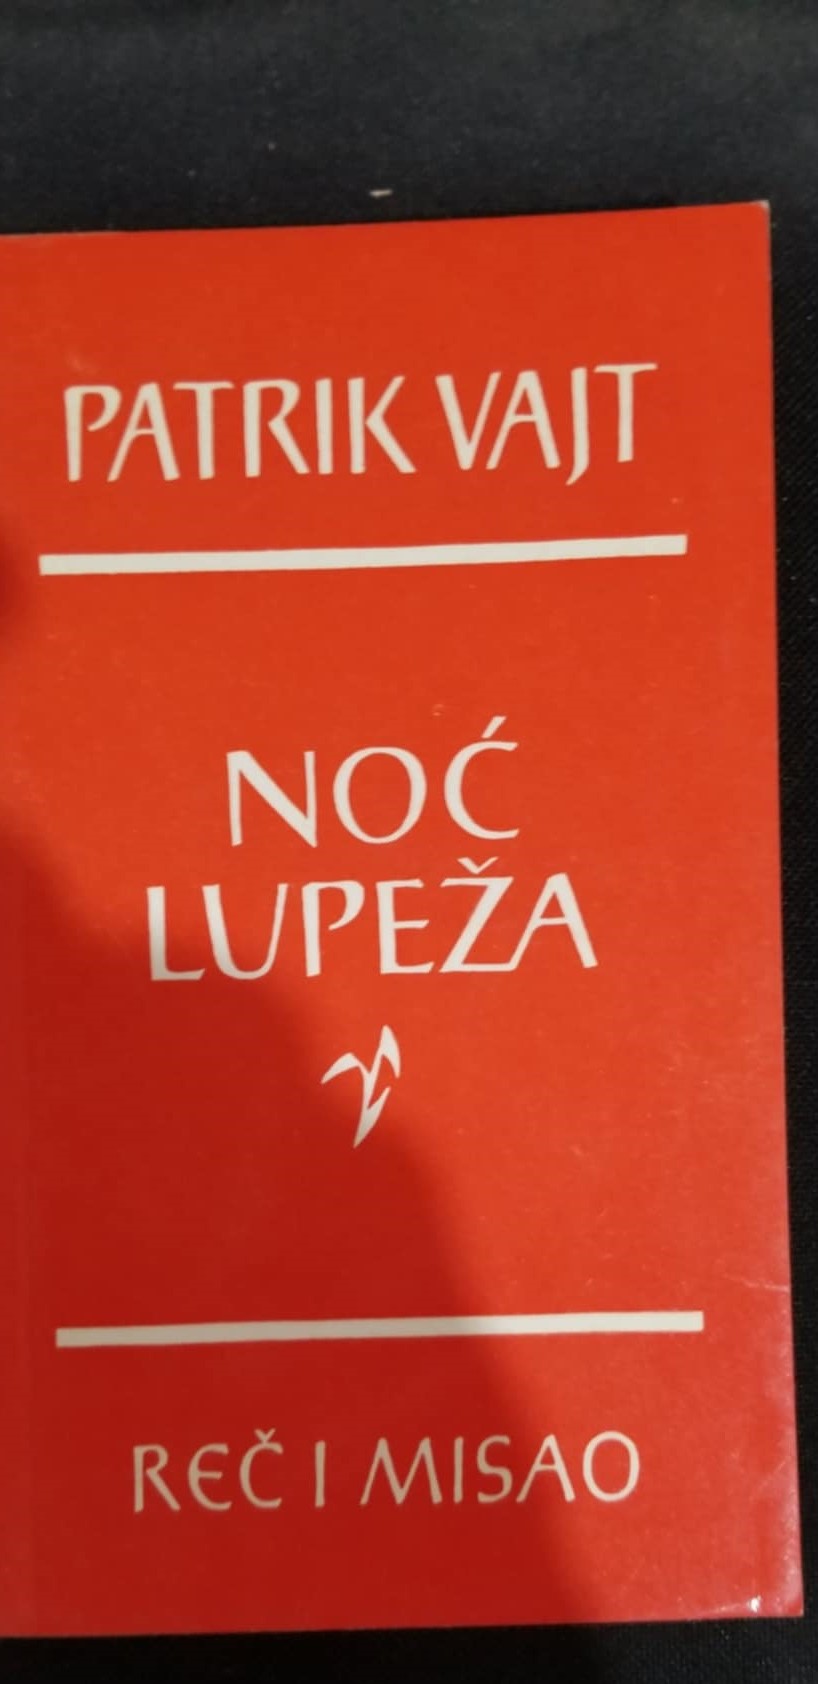 PATRIK VAJT
NOĆ
LUPEŽA
REČ I MISAO